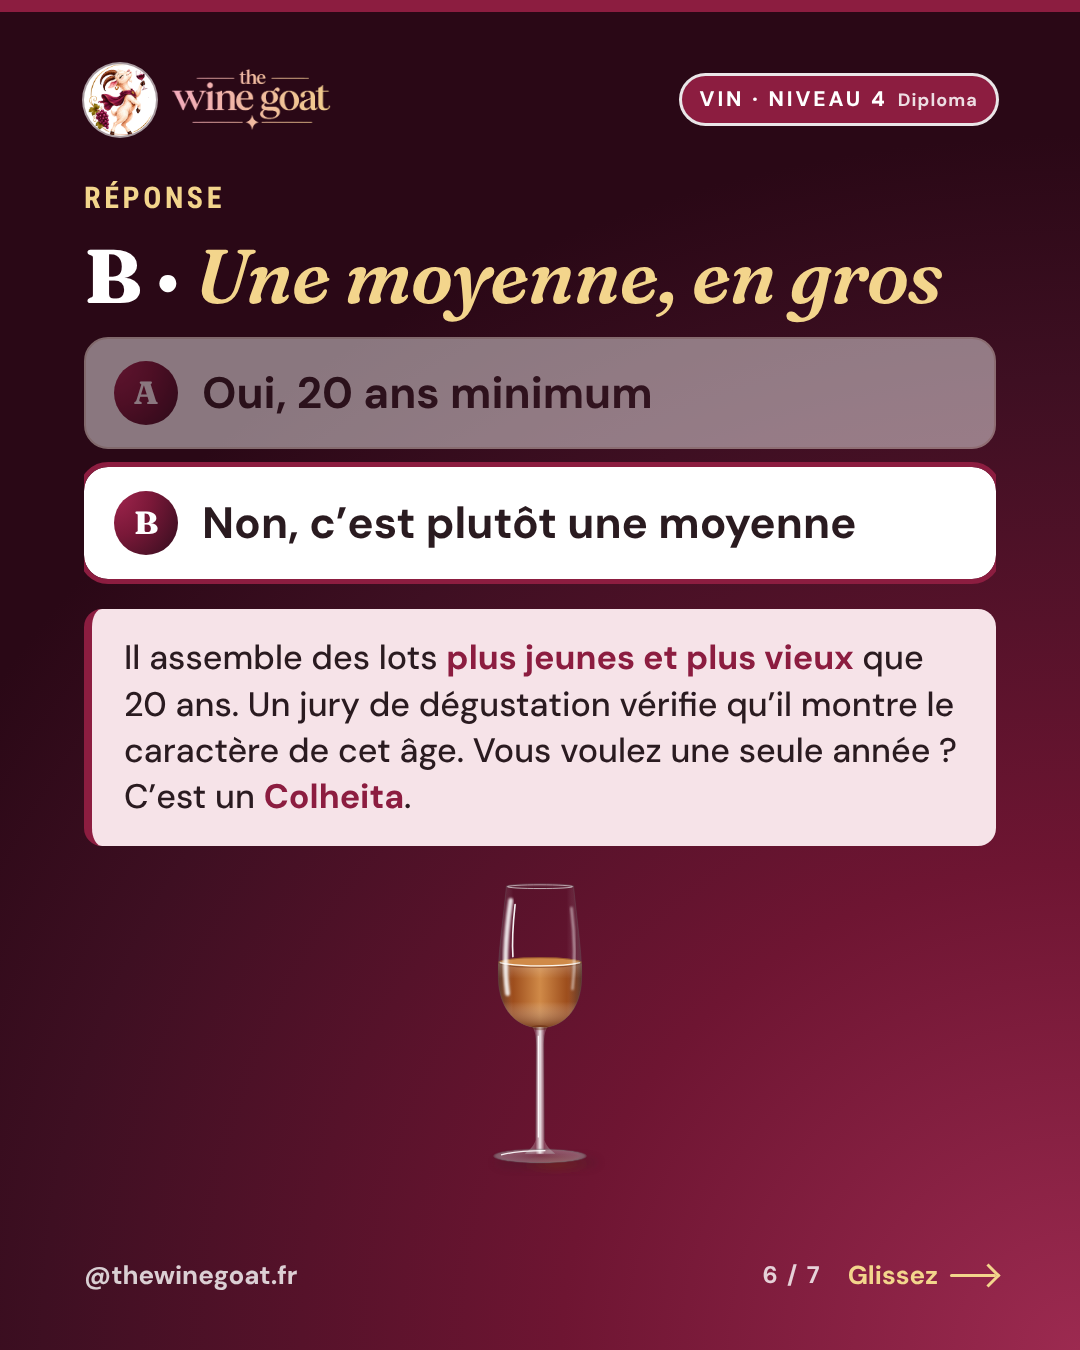 the
wine goat
VIN · NIVEAU 4 Diploma
RÉPONSE
B · Une moyenne, en gros
A Oui, 20 ans minimum
B Non, c’est plutôt une moyenne
Il assemble des lots plus jeunes et plus vieux que
20 ans. Un jury de dégustation vérifie qu’il montre le
caractère de cet âge. Vous voulez une seule année ?
C’est un Colheita.
@thewinegoat.fr
6 / 7 Glissez